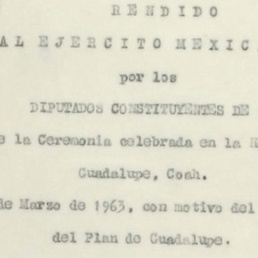 RENDIDO
AL EJERCITO MEXICA
por los
DIPUTADOS CONSTITUYENTES DE
e la Ceremonia celebrada en la H
Guadalupe, Coah.
de Marzo de 1963, con motivo del
del Plan de Guadalupe.